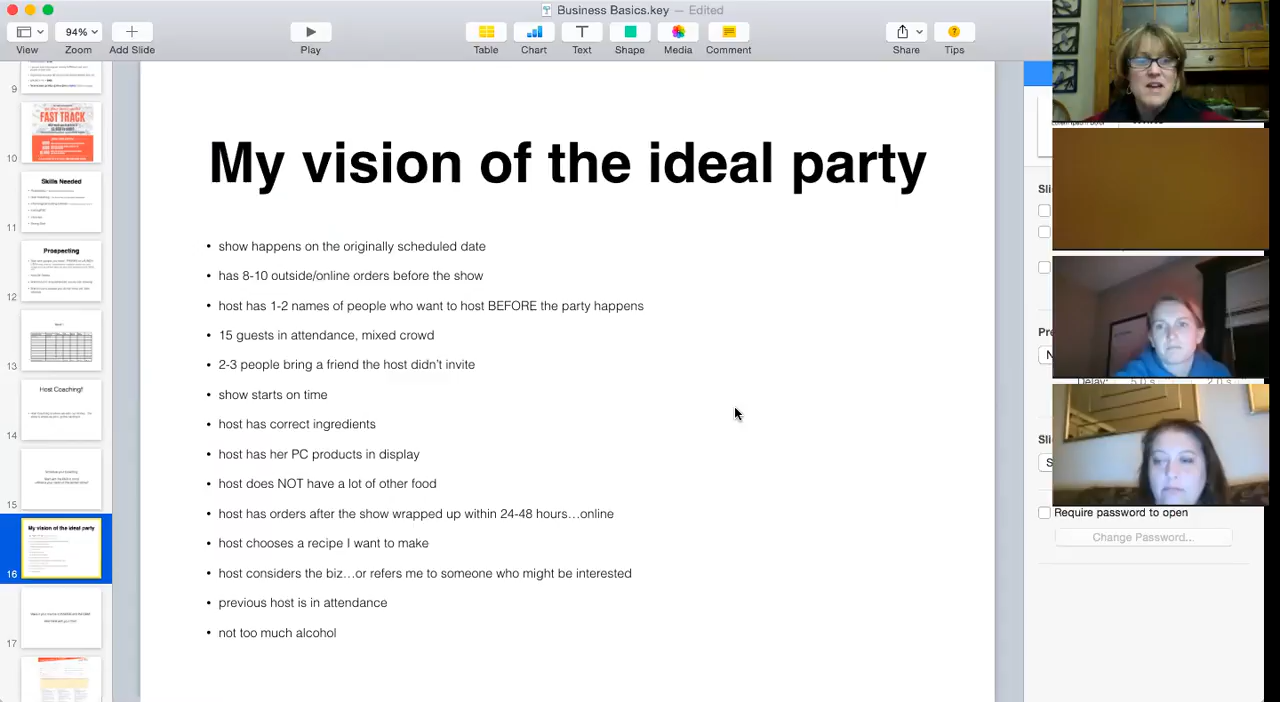 Business Basics.key — Edited
94%
View
Zoom
Add Slide
Play
Table
Chart
Text
Shape
Media
Comment
Share
Tips
9
FAST TRACK
10
Skills Needed
11
Prospecting
12
13
Host Coaching!
14
15
My vision of the ideal party
16
17
My vision of the ideal party
• show happens on the originally scheduled date
• has 8-10 outside/online orders before the show
• host has 1-2 names of people who want to host BEFORE the party happens
• 15 guests in attendance, mixed crowd
• 2-3 people bring a friend the host didn't invite
• show starts on time
• host has correct ingredients
• host has her PC products in display
• host does NOT have a lot of other food
• host has orders after the show wrapped up within 24-48 hours…online
• host chooses a recipe I want to make
• host considers the biz…or refers me to someone who might be interested
• previous host is in attendance
• not too much alcohol
Delay: 5.0 s 2.0 s
Require password to open
Change Password...